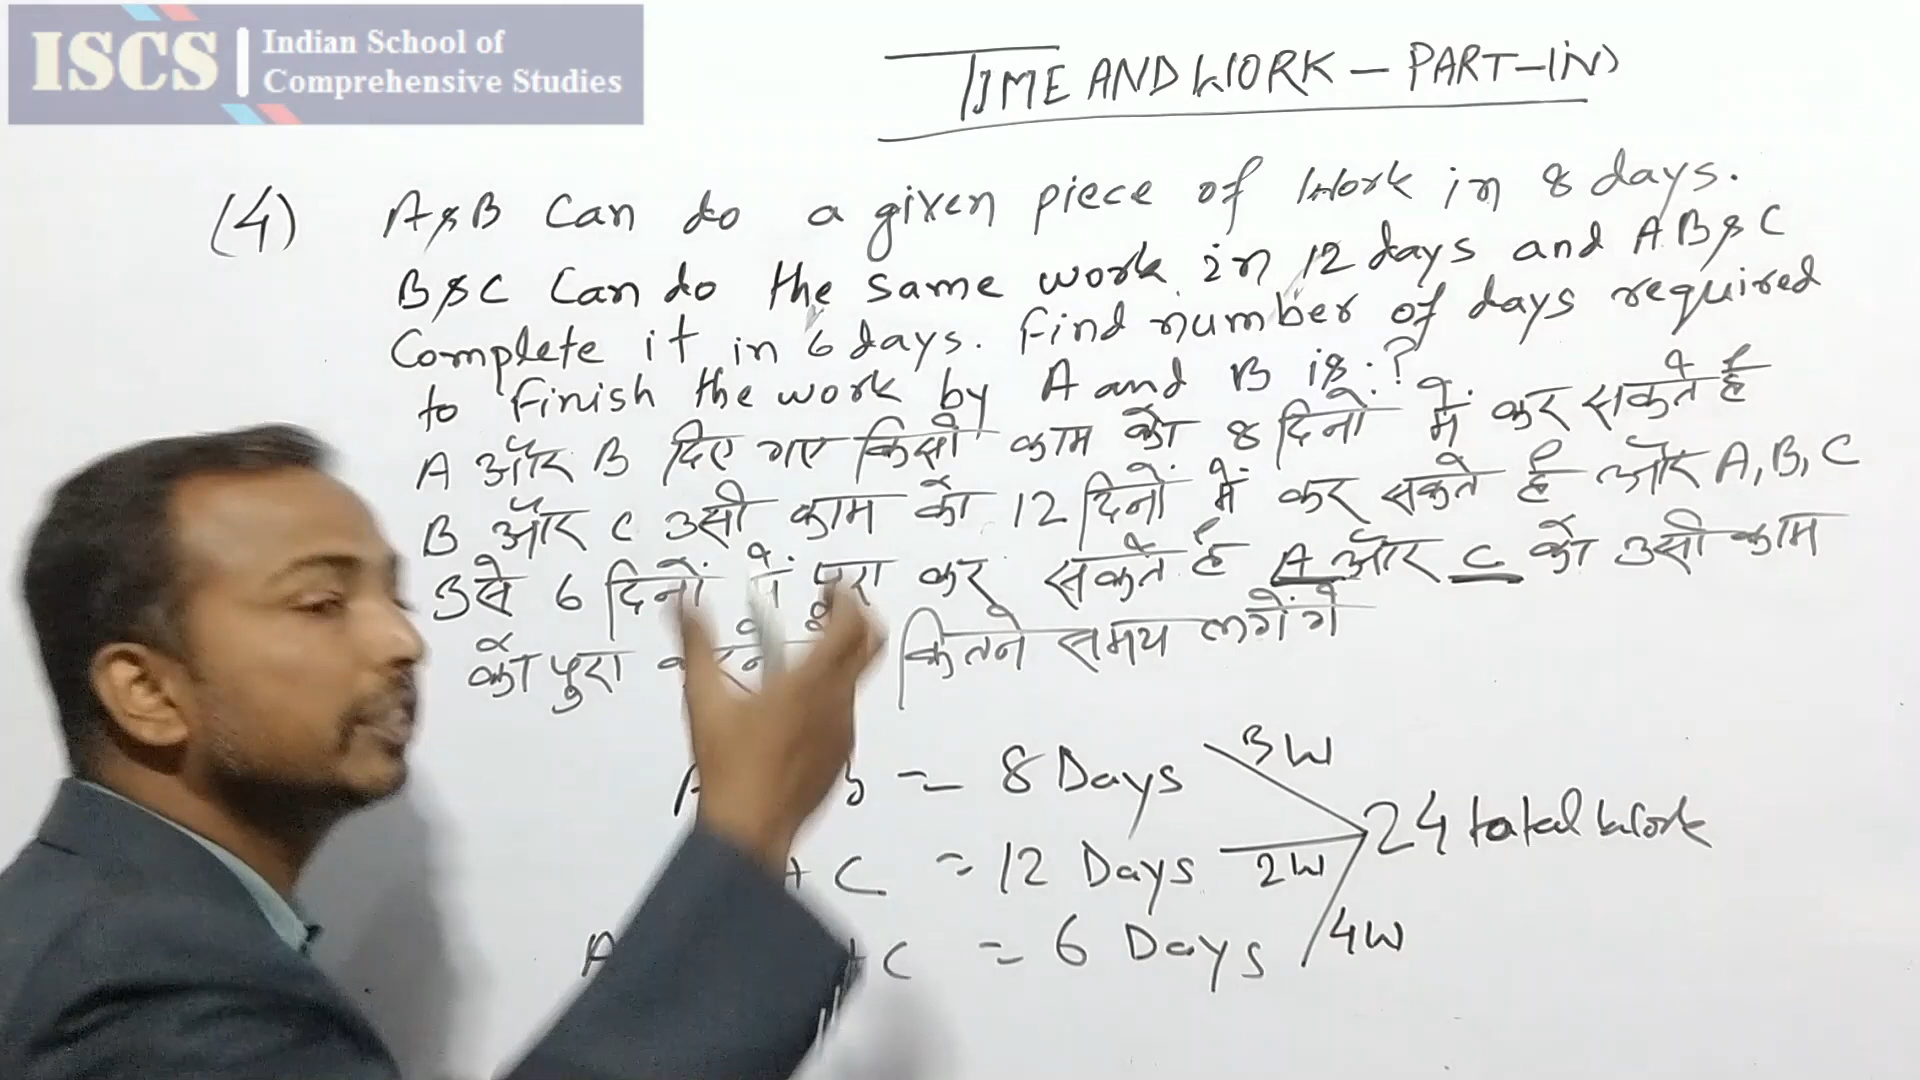 ISCS
Indian School of
Comprehensive Studies
TIME AND WORK - PART-
(4) A & B Can do a given piece of work in 8 days.
B & C Can do the same work in 12 days and A B & C
Complete it in 6 days. Find number of days required
to finish the work by A and B is :?
A और B दिए गए किसी काम को 8 दिनों में कर सकते हैं
B और C उसी काम को 12 दिनों में कर सकते हैं और A, B, C
उसे 6 दिनों में पूरा कर सकते हैं A और C को उसी काम
को पूरा कितने समय लगेंगे
= 8 Days 3W
+ C = 12 Days 2W 24 total work
A +C = 6 Days 4W